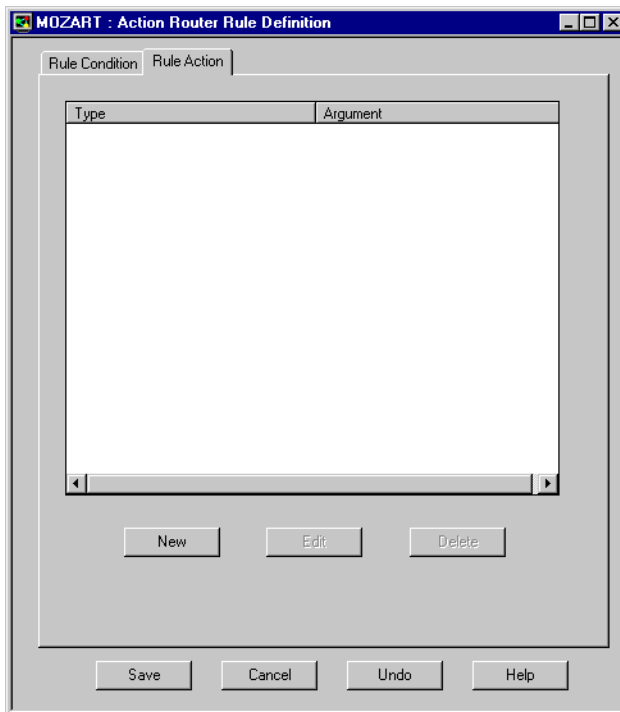 MOZART : Action Router Rule Definition
Rule Condition Rule Action
Type Argument
New Edit Delete
Save Cancel Undo Help